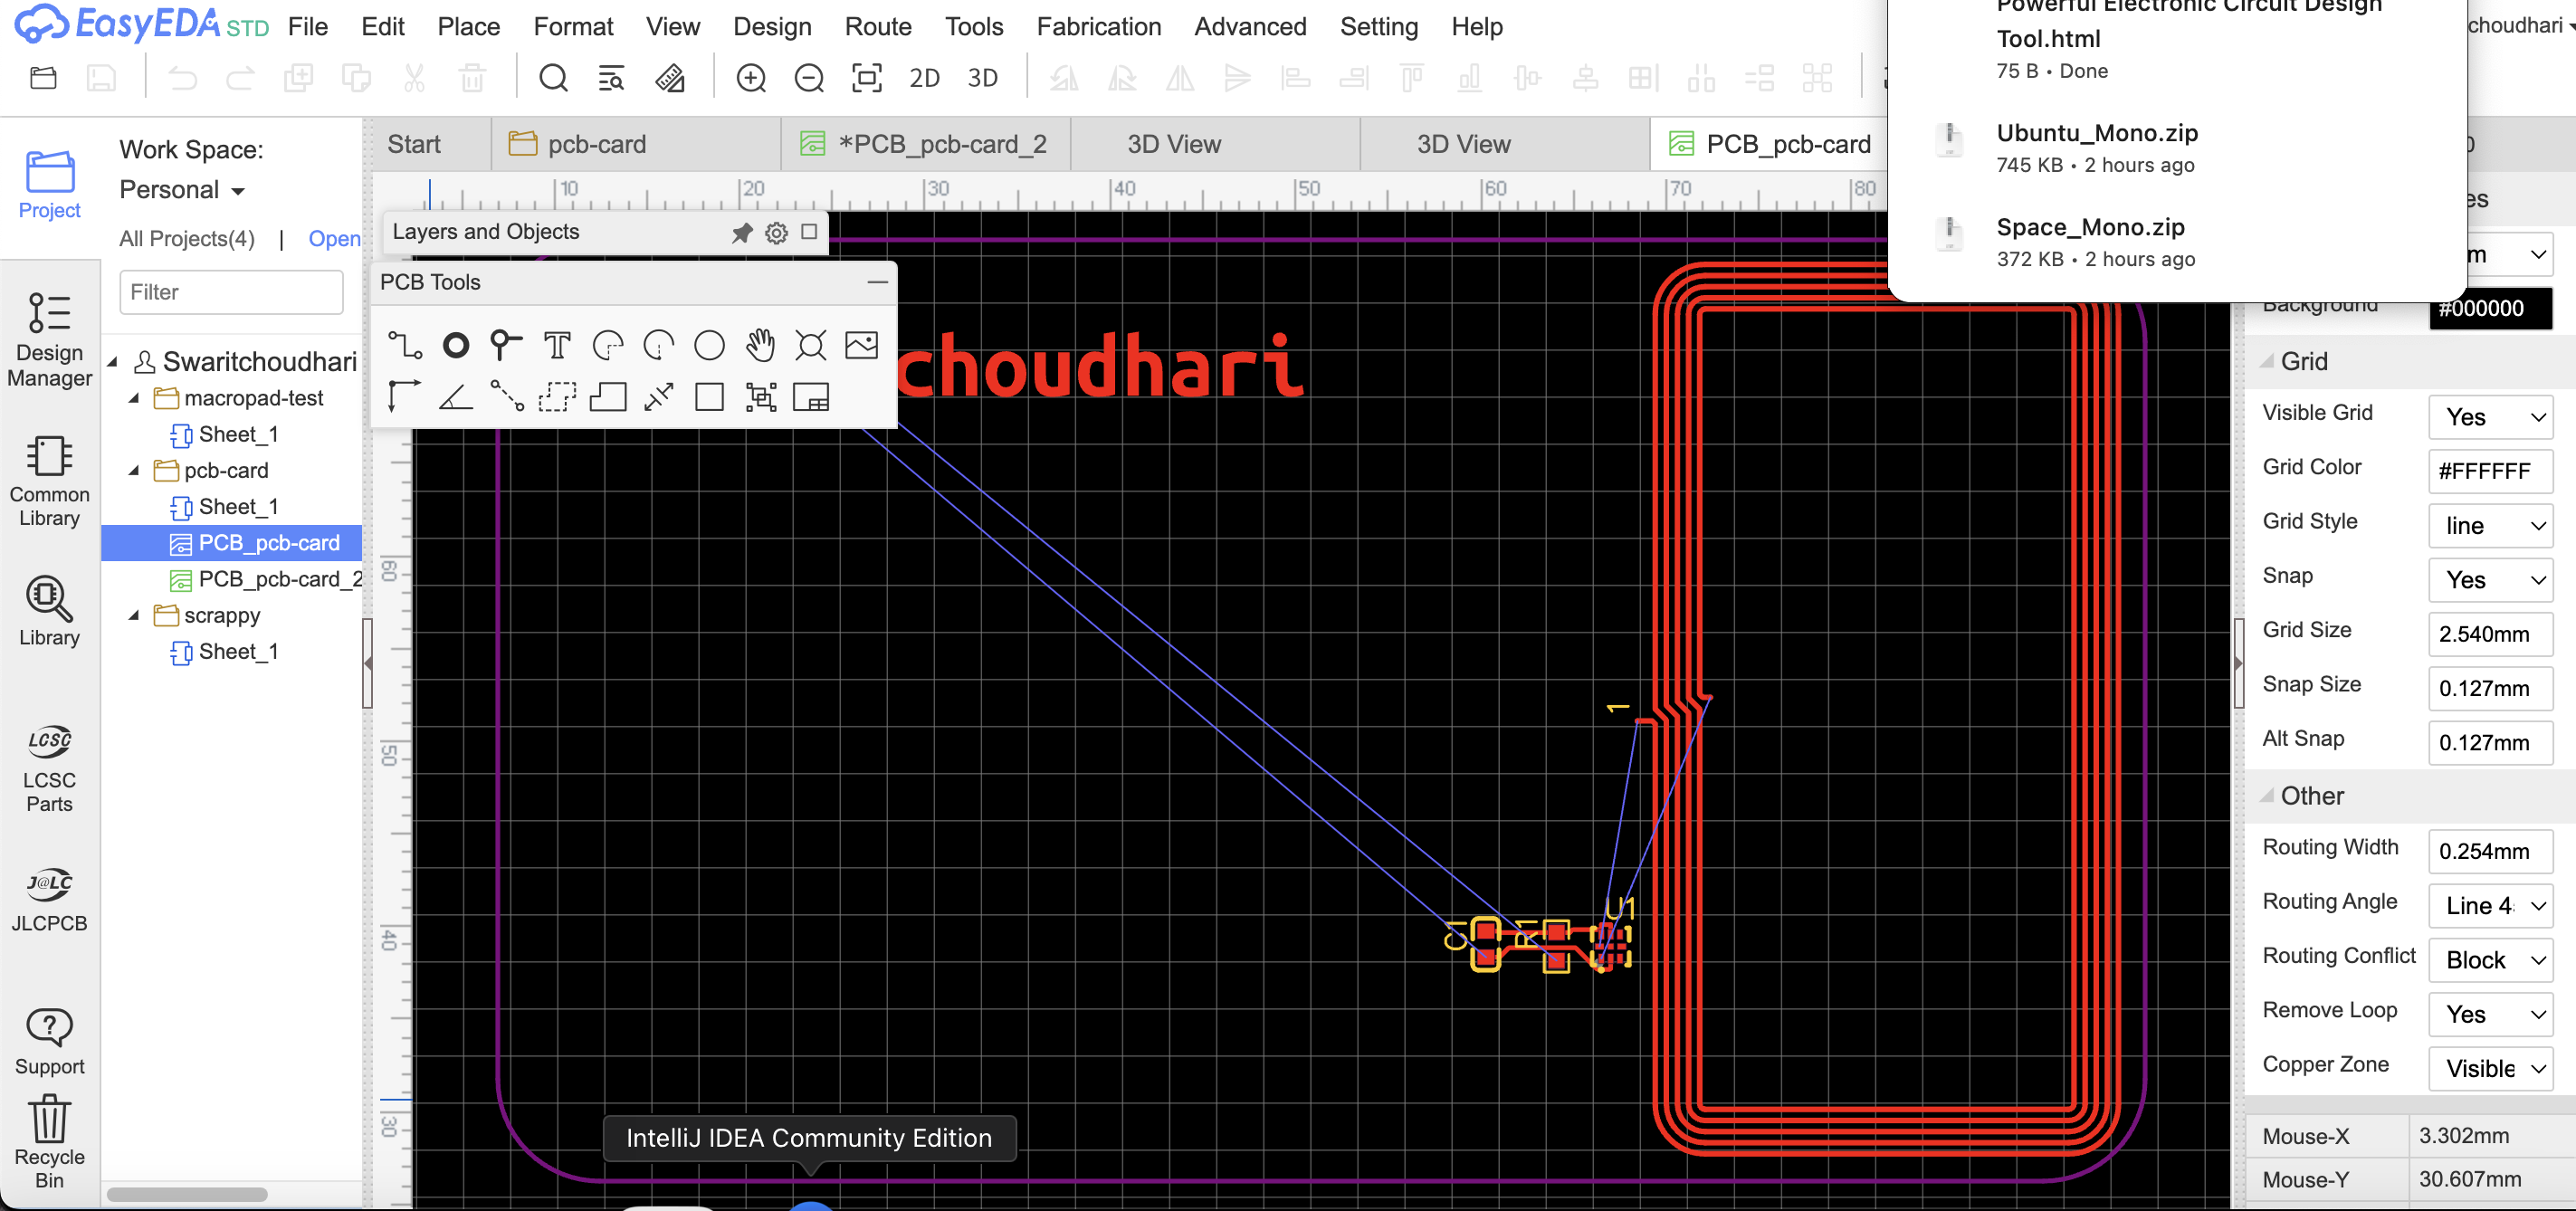 EasyEDA STD File Edit Place Format View Design Route Tools Fabrication Advanced Setting Help
2D 3D
Powerful Electronic Circuit Design
Tool.html
75 B • Done
Ubuntu_Mono.zip
745 KB • 2 hours ago
Space_Mono.zip
372 KB • 2 hours ago
choudhari
Start pcb-card *PCB_pcb-card_2 3D View 3D View PCB_pcb-card
Project
Design
Manager
Common
Library
Library
LCSC
LCSC
Parts
J@LC
JLCPCB
Support
Recycle
Bin
Work Space:
Personal
All Projects(4) | Open
Filter
Swaritchoudhari
macropad-test
Sheet_1
pcb-card
Sheet_1
PCB_pcb-card
PCB_pcb-card_2
scrappy
Sheet_1
10 20 30 40 50 60 70 80
60
50
40
30
Layers and Objects
PCB Tools
choudhari
1
C1 R1 U1
IntelliJ IDEA Community Edition
Background #000000
Grid
Visible Grid Yes
Grid Color #FFFFFF
Grid Style line
Snap Yes
Grid Size 2.540mm
Snap Size 0.127mm
Alt Snap 0.127mm
Other
Routing Width 0.254mm
Routing Angle Line 4
Routing Conflict Block
Remove Loop Yes
Copper Zone Visible
Mouse-X 3.302mm
Mouse-Y 30.607mm